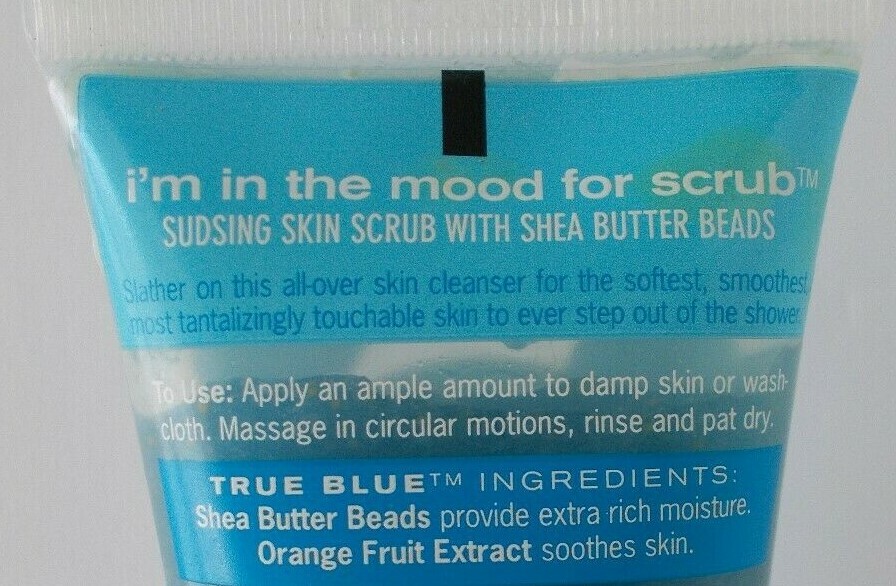 i'm in the mood for scrub™
SUDSING SKIN SCRUB WITH SHEA BUTTER BEADS
Slather on this all-over skin cleanser for the softest, smoothest,
most tantalizingly touchable skin to ever step out of the shower.
To Use: Apply an ample amount to damp skin or wash-
cloth. Massage in circular motions, rinse and pat dry.
TRUE BLUE™ INGREDIENTS:
Shea Butter Beads provide extra rich moisture.
Orange Fruit Extract soothes skin.